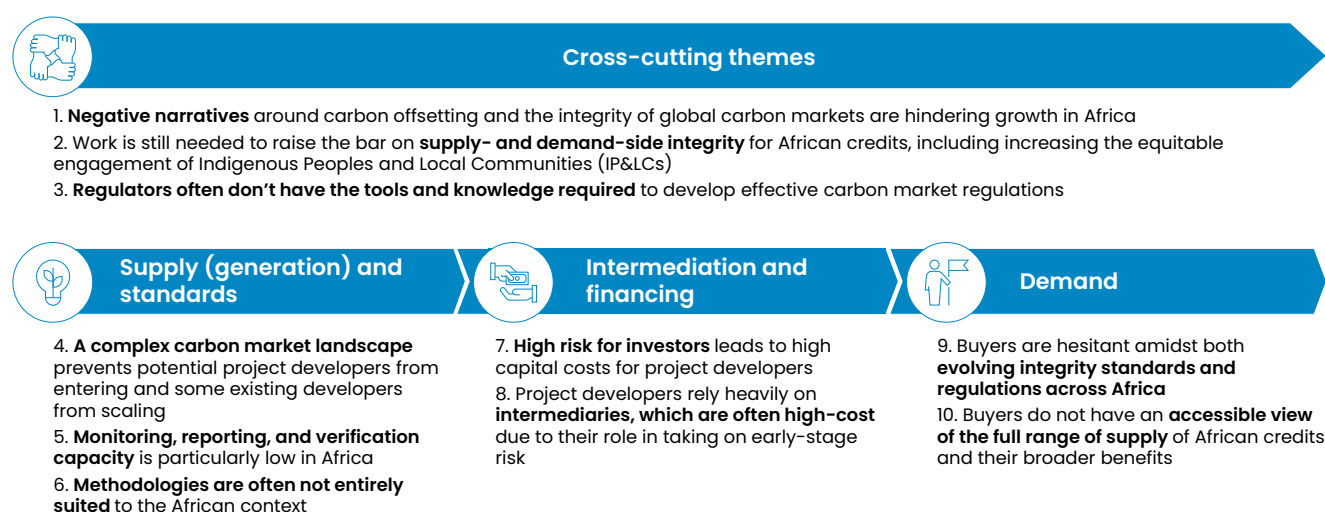 Cross-cutting themes
1. Negative narratives around carbon offsetting and the integrity of global carbon markets are hindering growth in Africa
2. Work is still needed to raise the bar on supply- and demand-side integrity for African credits, including increasing the equitable
engagement of Indigenous Peoples and Local Communities (IP&LCs)
3. Regulators often don't have the tools and knowledge required to develop effective carbon market regulations
Supply (generation) and
standards
4. A complex carbon market landscape
prevents potential project developers from
entering and some existing developers
from scaling
5. Monitoring, reporting, and verification
capacity is particularly low in Africa
6. Methodologies are often not entirely
suited to the African context
Intermediation and
financing
7. High risk for investors leads to high
capital costs for project developers
8. Project developers rely heavily on
intermediaries, which are often high-cost
due to their role in taking on early-stage
risk
Demand
9. Buyers are hesitant amidst both
evolving integrity standards and
regulations across Africa
10. Buyers do not have an accessible view
of the full range of supply of African credits
and their broader benefits